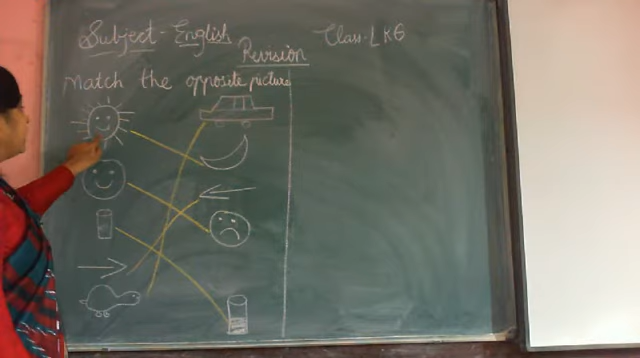 Subject - English
Class - LKG
Revision
Match the opposite picture